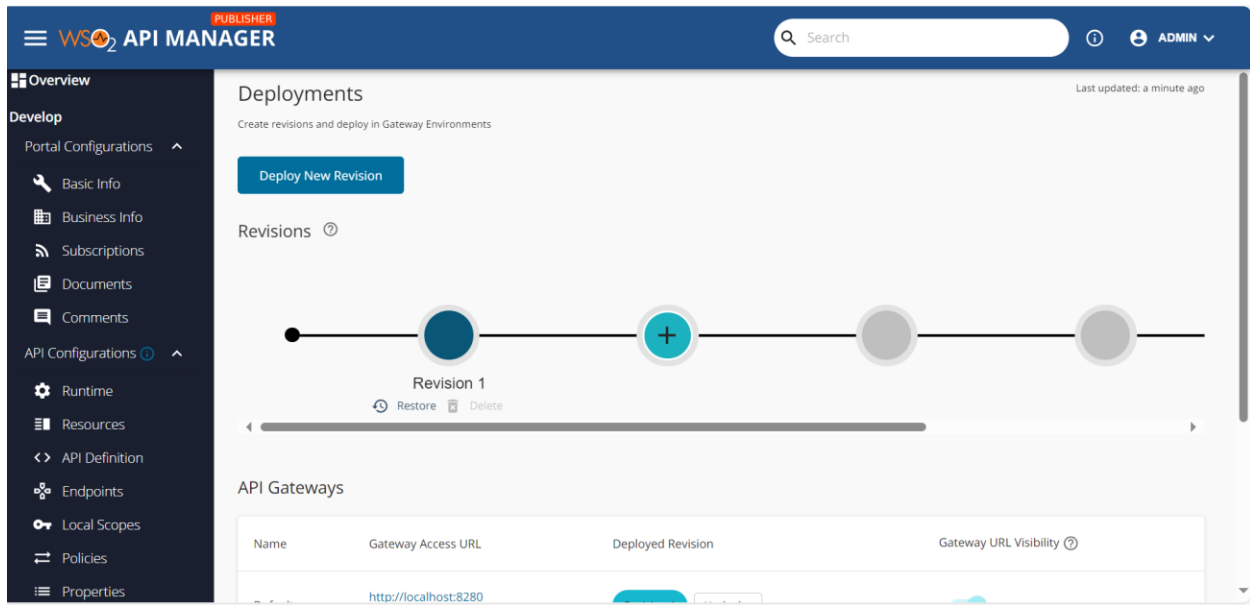 PUBLISHER
WSO2 API MANAGER
Search
ADMIN
Overview
Develop
Portal Configurations
Basic Info
Business Info
Subscriptions
Documents
Comments
API Configurations
Runtime
Resources
API Definition
Endpoints
Local Scopes
Policies
Properties
Deployments
Last updated: a minute ago
Create revisions and deploy in Gateway Environments
Deploy New Revision
Revisions
+
Revision 1
Restore Delete
API Gateways
Name Gateway Access URL Deployed Revision Gateway URL Visibility
http://localhost:8280